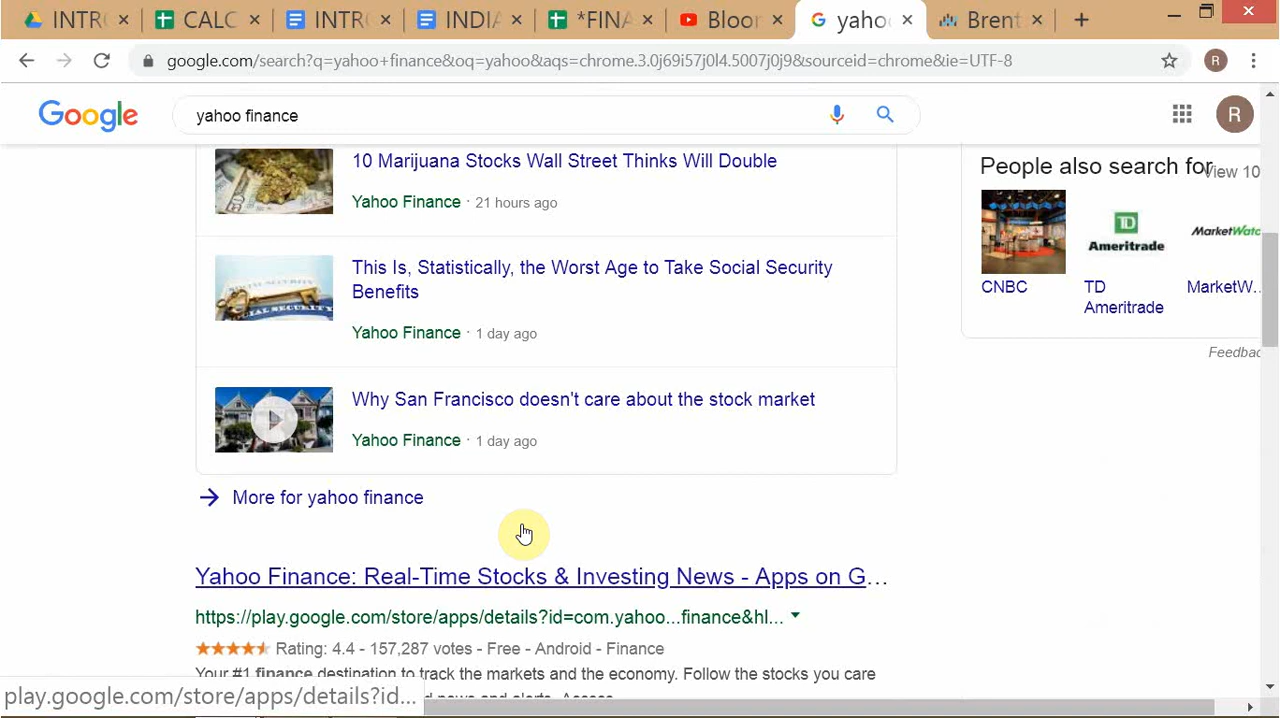 INTRO
CALC
INTRO
INDIA
*FINA
Bloor
yahoo
Brent
google.com/search?q=yahoo+finance&oq=yahoo&aqs=chrome.3.0j69i57j0l4.5007j0j9&sourceid=chrome&ie=UTF-8
R
Google
yahoo finance
R
10 Marijuana Stocks Wall Street Thinks Will Double
Yahoo Finance · 21 hours ago
This Is, Statistically, the Worst Age to Take Social Security
Benefits
Yahoo Finance · 1 day ago
Why San Francisco doesn't care about the stock market
Yahoo Finance · 1 day ago
More for yahoo finance
Yahoo Finance: Real-Time Stocks & Investing News - Apps on G...
https://play.google.com/store/apps/details?id=com.yahoo...finance&hl...
Rating: 4.4 - 157,287 votes - Free - Android - Finance
Your #1 finance destination to track the markets and the economy. Follow the stocks you care
play.google.com/store/apps/details?id...
People also search for
View 10
TD
Ameritrade
MarketWatc
CNBC
TD
Ameritrade
MarketW...
Feedbac